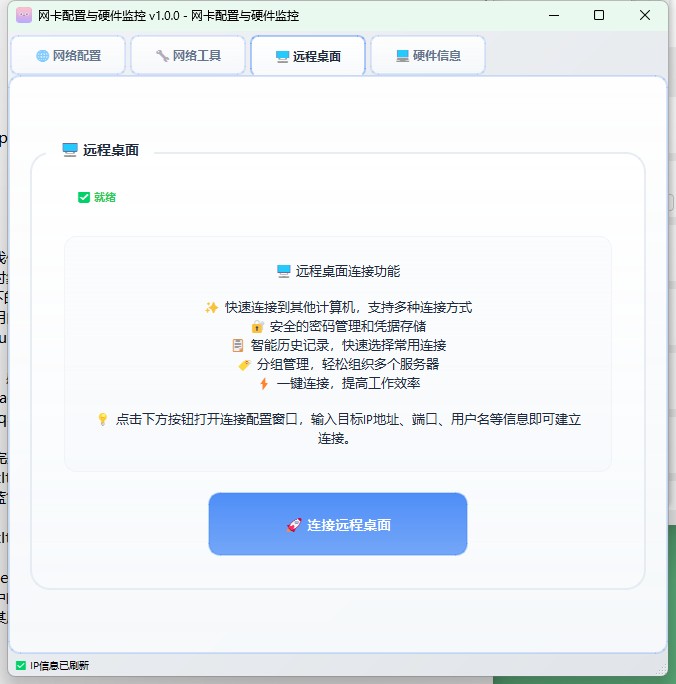 网卡配置与硬件监控 v1.0.0 - 网卡配置与硬件监控
网络配置
网络工具
远程桌面
硬件信息
远程桌面
就绪
远程桌面连接功能
快速连接到其他计算机，支持多种连接方式
安全的密码管理和凭据存储
智能历史记录，快速选择常用连接
分组管理，轻松组织多个服务器
一键连接，提高工作效率
点击下方按钮打开连接配置窗口，输入目标IP地址、端口、用户名等信息即可建立
连接。
连接远程桌面
IP信息已刷新